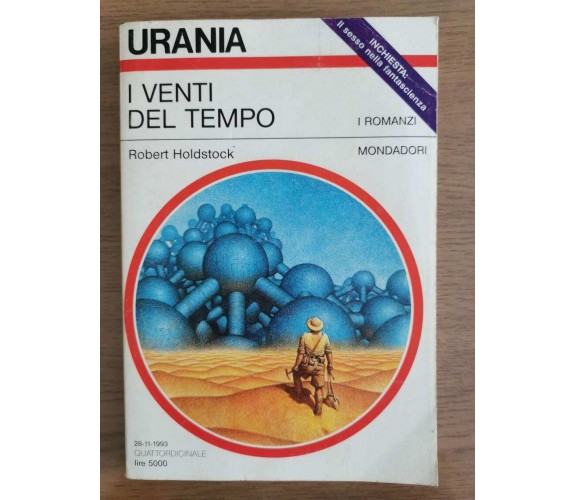 URANIA
INCHIESTA:
Il sesso nella fantascienza
I VENTI
DEL TEMPO
I ROMANZI
Robert Holdstock
MONDADORI
28-11-1993
QUATTORDICINALE
lire 5000